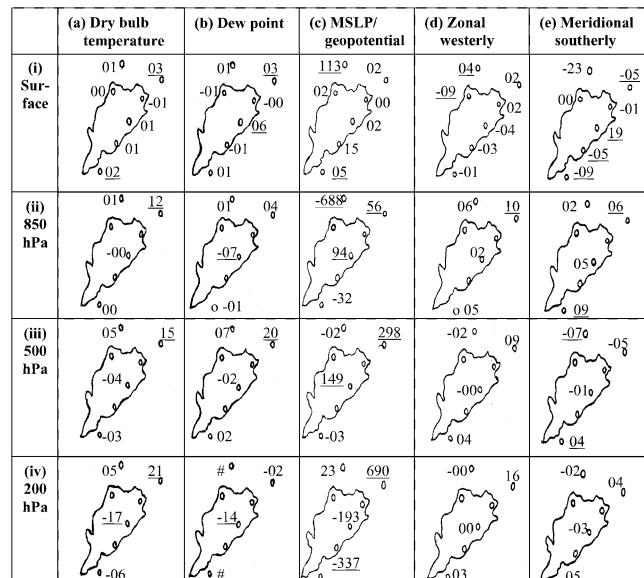 (a) Dry bulb temperature (b) Dew point (c) MSLP/ geopotential (d) Zonal westerly (e) Meridional southerly
(i) Sur- face
01 03 01 03 113 02 04 02 -23 -05
00 -01 -01 -00 02 00 -09 02 00 -01
01 06 02 -04 19
01 -01 15 -03 -05
02 01 05 -01 -09
(ii) 850 hPa
01 12 01 04 -688 56 06 10 02 06
-00 -07 94 02 05
00 -01 -32 05 09
(iii) 500 hPa
05 15 07 20 -02 298 -02 09 -07 -05
-04 -02 149 -00 -01
-03 02 -03 04 04
(iv) 200 hPa
05 21 # -02 23 690 -00 16 -02 04
-17 -14 -193 00 -03
-06 # -337 03 05